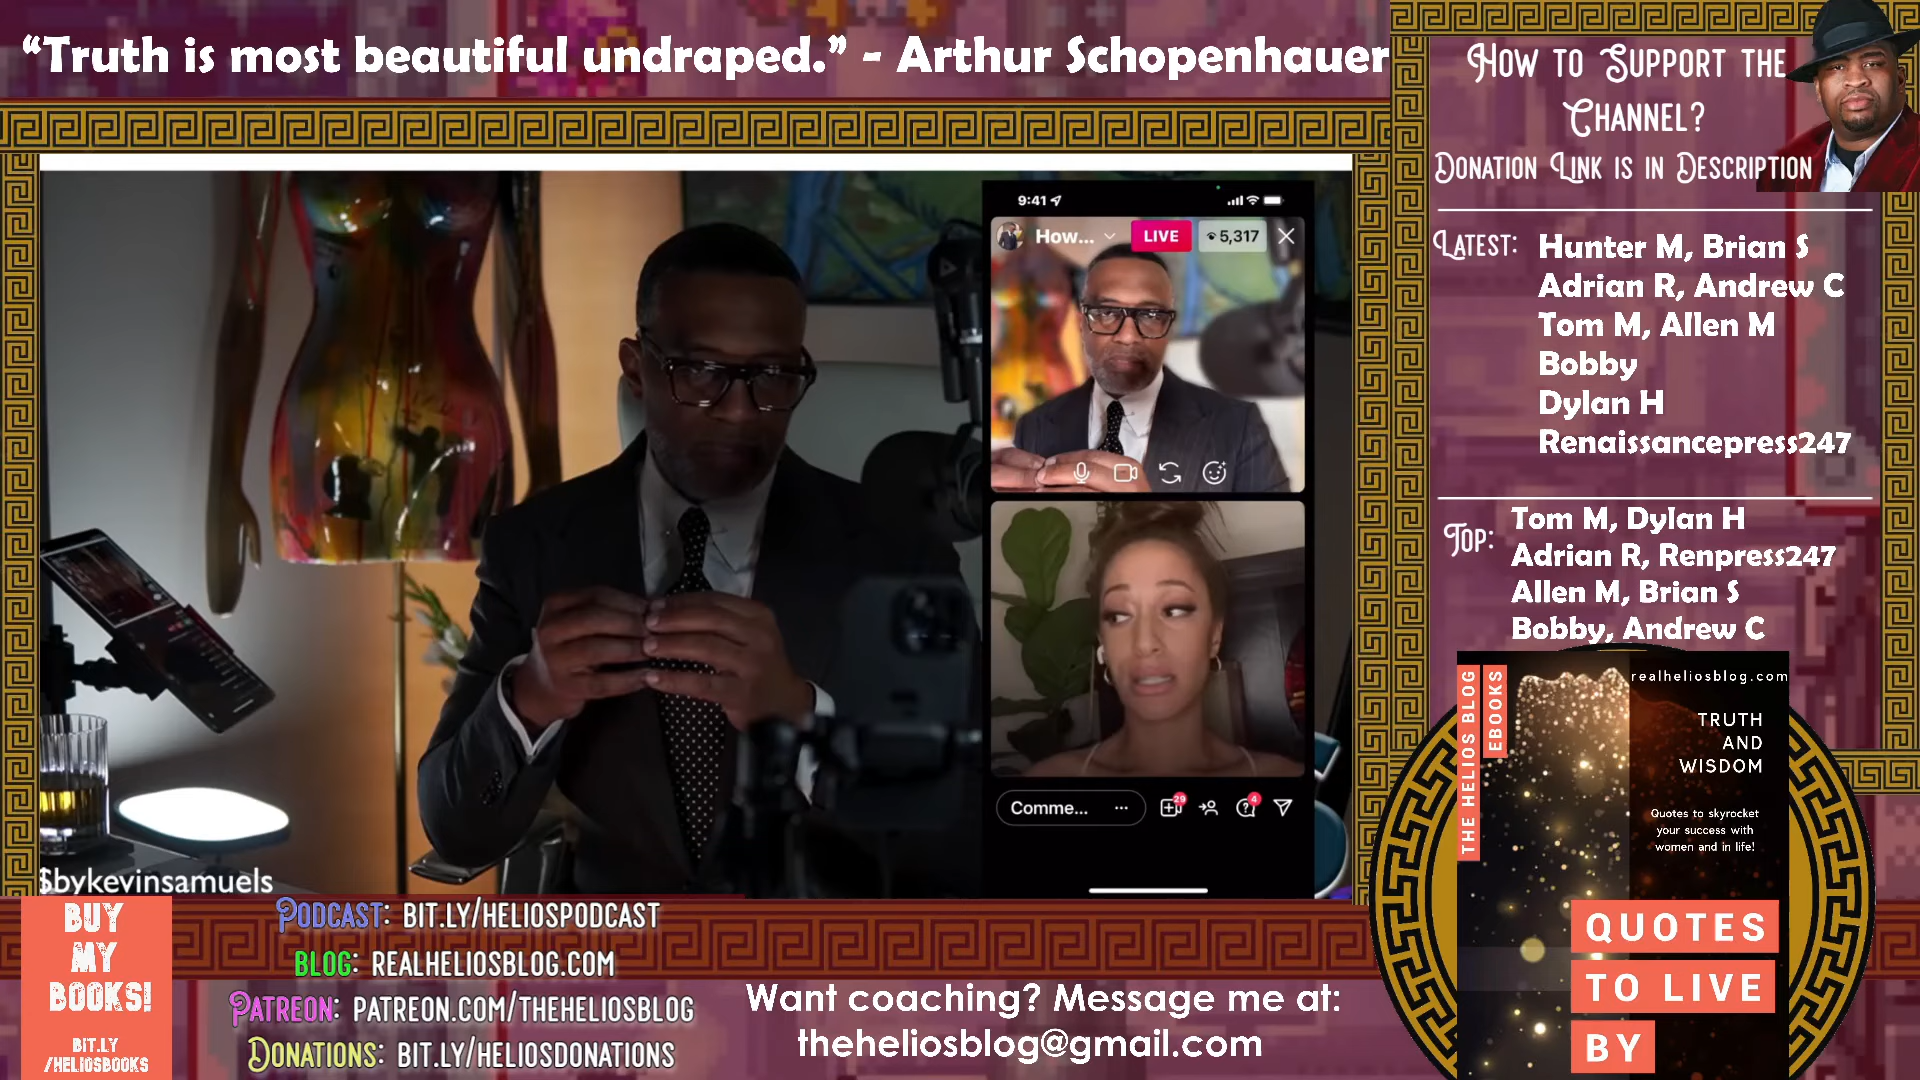 “Truth is most beautiful undraped.” - Arthur Schopenhauer
How to Support the
Channel?
Donation Link is in Description
Latest:
Hunter M, Brian S
Adrian R, Andrew C
Tom M, Allen M
Bobby
Dylan H
Renaissancepress247
Top:
Tom M, Dylan H
Adrian R, Renpress247
Allen M, Brian S
Bobby, Andrew C
9:41
How...
LIVE
5,317
Comme...
29
4
$bykevinsamuels
THE HELIOS BLOG
EBOOKS
realheliosblog.com
TRUTH
AND
WISDOM
Quotes to skyrocket
your success with
women and in life!
QUOTES
TO LIVE
BY
BUY
MY
BOOKS!
BIT.LY
/HELIOSBOOKS
Podcast: bit.ly/heliospodcast
Blog: realheliosblog.com
Patreon: patreon.com/theheliosblog
Donations: bit.ly/heliosdonations
Want coaching? Message me at:
theheliosblog@gmail.com